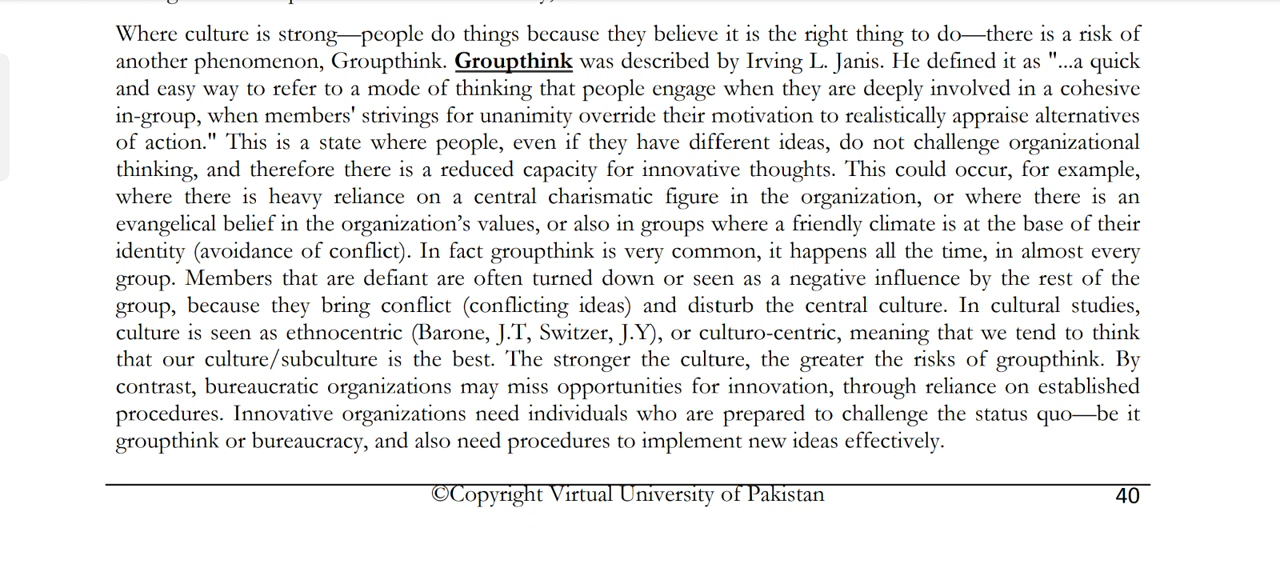 Where culture is strong—people do things because they believe it is the right thing to do—there is a risk of
another phenomenon, Groupthink. Groupthink was described by Irving L. Janis. He defined it as "...a quick
and easy way to refer to a mode of thinking that people engage when they are deeply involved in a cohesive
in-group, when members' strivings for unanimity override their motivation to realistically appraise alternatives
of action." This is a state where people, even if they have different ideas, do not challenge organizational
thinking, and therefore there is a reduced capacity for innovative thoughts. This could occur, for example,
where there is heavy reliance on a central charismatic figure in the organization, or where there is an
evangelical belief in the organization’s values, or also in groups where a friendly climate is at the base of their
identity (avoidance of conflict). In fact groupthink is very common, it happens all the time, in almost every
group. Members that are defiant are often turned down or seen as a negative influence by the rest of the
group, because they bring conflict (conflicting ideas) and disturb the central culture. In cultural studies,
culture is seen as ethnocentric (Barone, J.T, Switzer, J.Y), or culturo-centric, meaning that we tend to think
that our culture/subculture is the best. The stronger the culture, the greater the risks of groupthink. By
contrast, bureaucratic organizations may miss opportunities for innovation, through reliance on established
procedures. Innovative organizations need individuals who are prepared to challenge the status quo—be it
groupthink or bureaucracy, and also need procedures to implement new ideas effectively.
©Copyright Virtual University of Pakistan 40